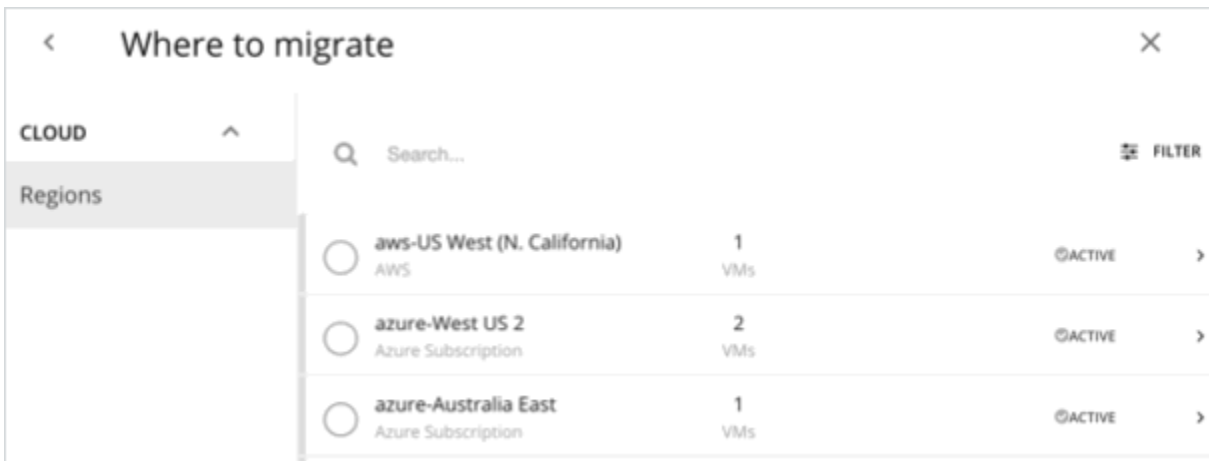 Where to migrate
CLOUD
Regions
Search...
FILTER
aws-US West (N. California)
AWS
1
VMs
ACTIVE
azure-West US 2
Azure Subscription
2
VMs
ACTIVE
azure-Australia East
Azure Subscription
1
VMs
ACTIVE